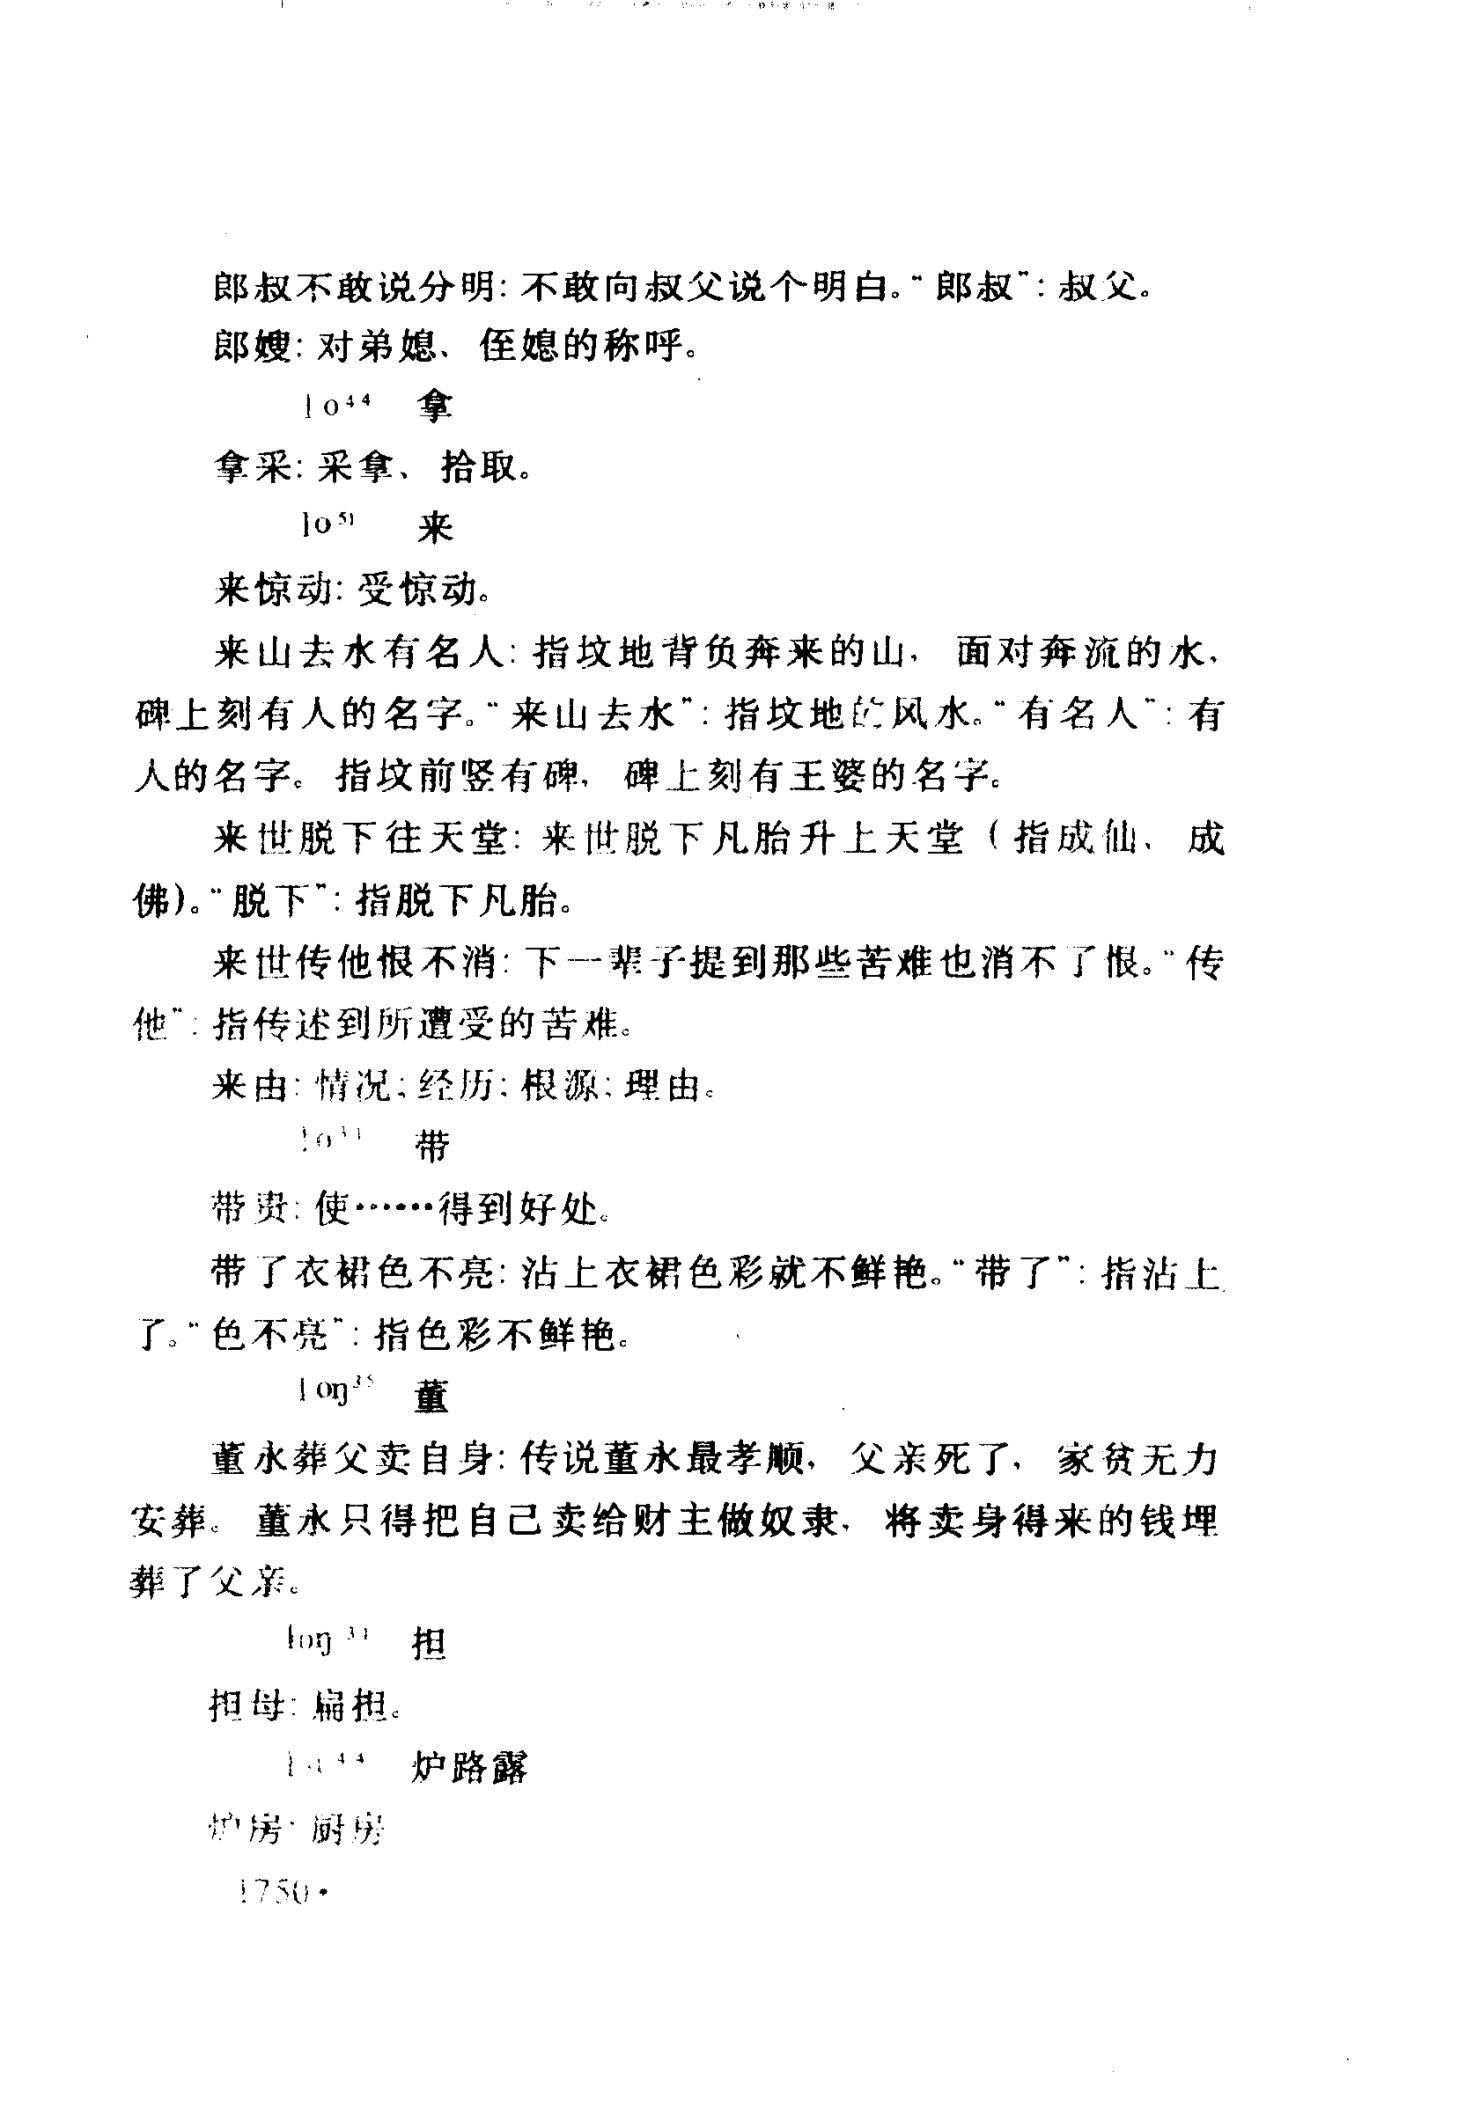 郎叔不敢说分明：不敢向叔父说个明白。“郎叔”：叔父。
郎嫂：对弟媳、侄媳的称呼。
lo⁴⁴ 拿
拿采：采拿、拾取。
lo⁵¹ 来
来惊动：受惊动。
来山去水有名人：指坟地背负奔来的山，面对奔流的水，
碑上刻有人的名字。“来山去水”：指坟地的风水。“有名人”：有
人的名字。指坟前竖有碑，碑上刻有王婆的名字。
来世脱下往天堂：来世脱下凡胎升上天堂（指成仙、成
佛）。“脱下”：指脱下凡胎。
来世传他恨不消：下一辈子提到那些苦难也消不了恨。“传
他”：指传述到所遭受的苦难。
来由：情况；经历；根源；理由。
lo³¹ 带
带贵：使……得到好处。
带了衣裙色不亮：沾上衣裙色彩就不鲜艳。“带了”：指沾上
了。“色不亮”：指色彩不鲜艳。
loŋ³⁵ 董
董永葬父卖自身：传说董永最孝顺，父亲死了，家贫无力
安葬。董永只得把自己卖给财主做奴隶，将卖身得来的钱埋
葬了父亲。
loŋ³¹ 担
担母：扁担。
⁴⁴ 炉路露
炉房：厨房
1750·